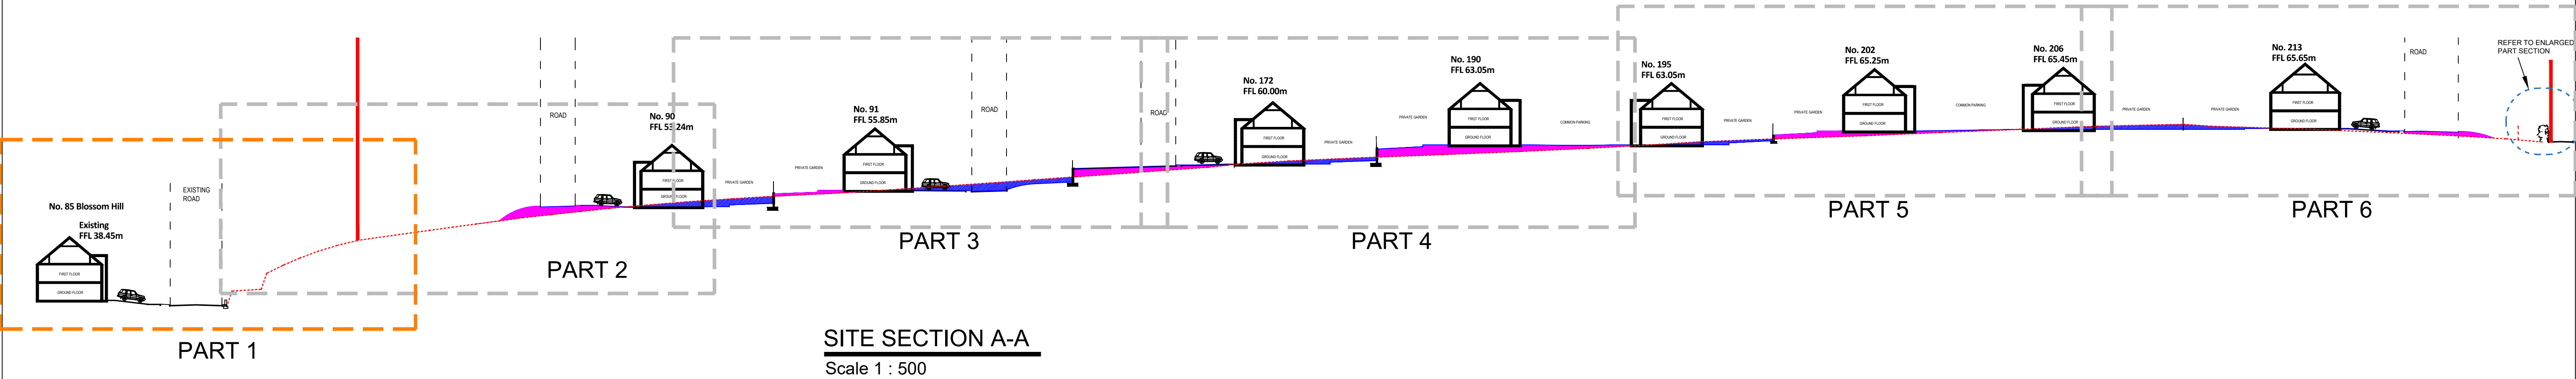 No. 85 Blossom Hill
Existing
FFL 38.45m
FIRST FLOOR
GROUND FLOOR
EXISTING
ROAD
PART 1
ROAD
PART 2
No. 90
FFL 53.24m
FIRST FLOOR
GROUND FLOOR
PRIVATE GARDEN
PRIVATE GARDEN
No. 91
FFL 55.85m
FIRST FLOOR
GROUND FLOOR
ROAD
PART 3
ROAD
No. 172
FFL 60.00m
FIRST FLOOR
GROUND FLOOR
PRIVATE GARDEN
PRIVATE GARDEN
No. 190
FFL 63.05m
FIRST FLOOR
GROUND FLOOR
COMMON PARKING
PART 4
No. 195
FFL 63.05m
FIRST FLOOR
GROUND FLOOR
PRIVATE GARDEN
PRIVATE GARDEN
No. 202
FFL 65.25m
FIRST FLOOR
GROUND FLOOR
COMMON PARKING
PART 5
No. 206
FFL 65.45m
FIRST FLOOR
GROUND FLOOR
PRIVATE GARDEN
PRIVATE GARDEN
No. 213
FFL 65.65m
FIRST FLOOR
GROUND FLOOR
ROAD
PART 6
REFER TO ENLARGED
PART SECTION
SITE SECTION A-A
Scale 1 : 500